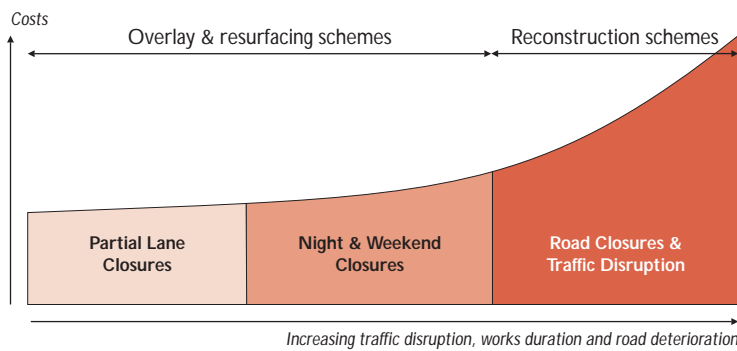 Costs
Overlay & resurfacing schemes
Reconstruction schemes
Partial Lane
Closures
Night & Weekend
Closures
Road Closures &
Traffic Disruption
Increasing traffic disruption, works duration and road deterioration